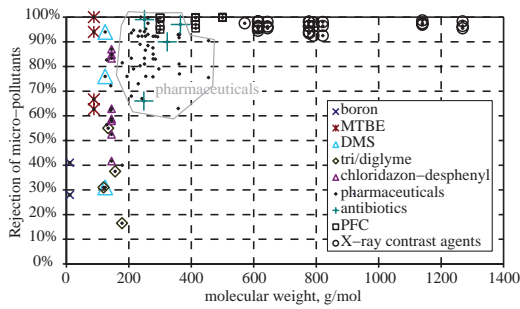 Rejection of micro-pollutants
100%
90%
80%
70%
60%
50%
40%
30%
20%
10%
0%
pharmaceuticals
boron
MTBE
DMS
tri/diglyme
chloridazon-desphenyl
pharmaceuticals
antibiotics
PFC
X-ray contrast agents
0 200 400 600 800 1000 1200 1400
molecular weight, g/mol